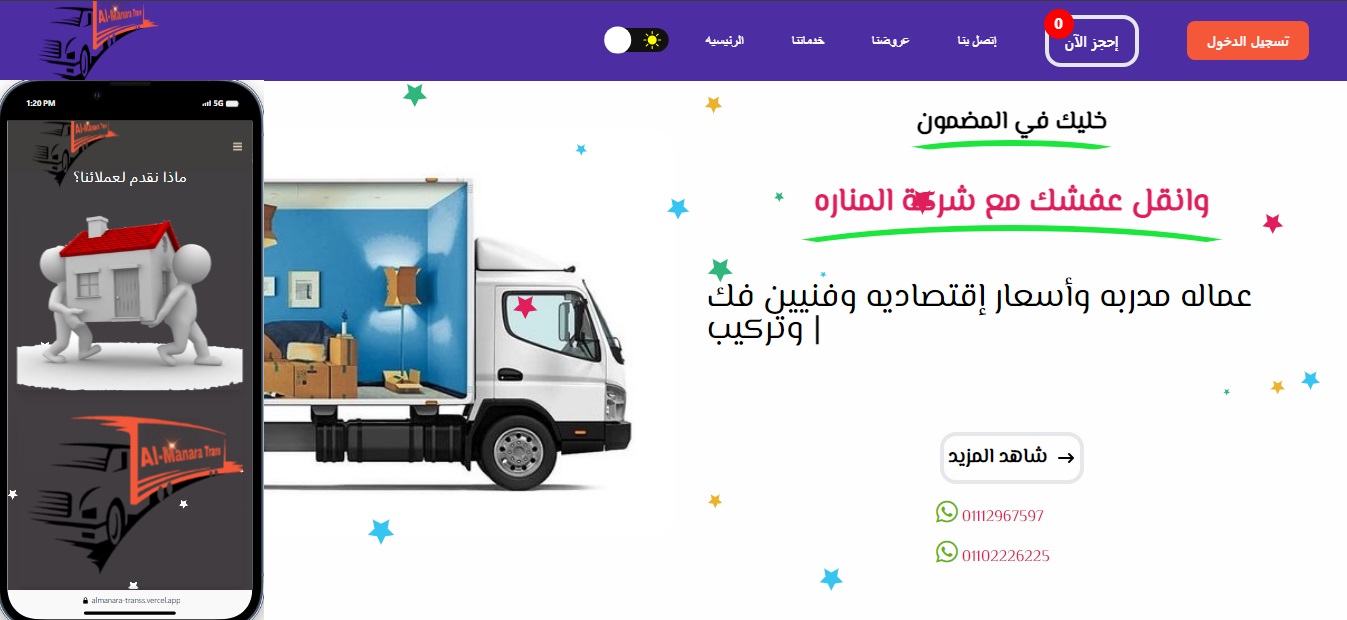 Al-Manara Trans
الرئيسيه
خدماتنا
عروضنا
إتصل بنا
0
إحجز الآن
تسجيل الدخول
1:20 PM
5G
ماذا نقدم لعملائنا؟
Al-Manara Trans
almanara-transs.vercel.app
خليك في المضمون
وانقل عفشك مع شركة المناره
عماله مدربه وأسعار إقتصاديه وفنيين فك
وتركيب |
شاهد المزيد →
01112967597
01102226225